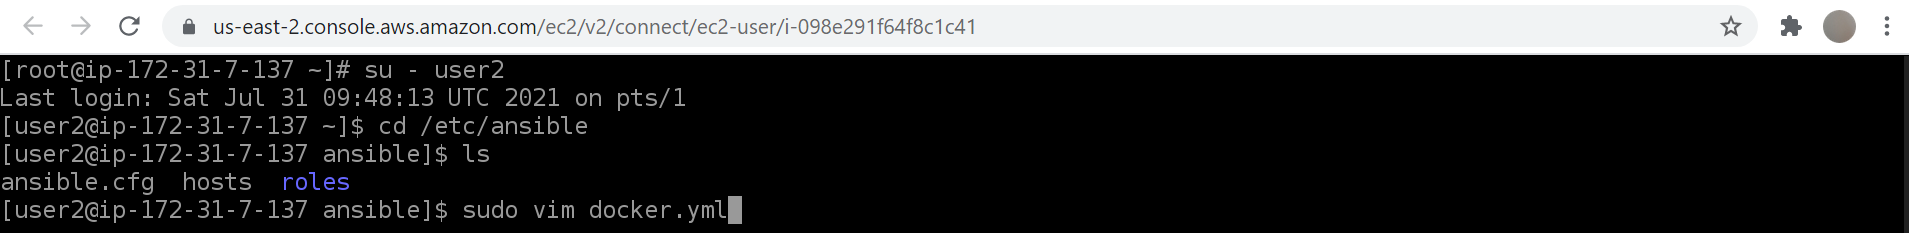 us-east-2.console.aws.amazon.com/ec2/v2/connect/ec2-user/i-098e291f64f8c1c41
[root@ip-172-31-7-137 ~]# su - user2
Last login: Sat Jul 31 09:48:13 UTC 2021 on pts/1
[user2@ip-172-31-7-137 ~]$ cd /etc/ansible
[user2@ip-172-31-7-137 ansible]$ ls
ansible.cfg  hosts  roles
[user2@ip-172-31-7-137 ansible]$ sudo vim docker.yml